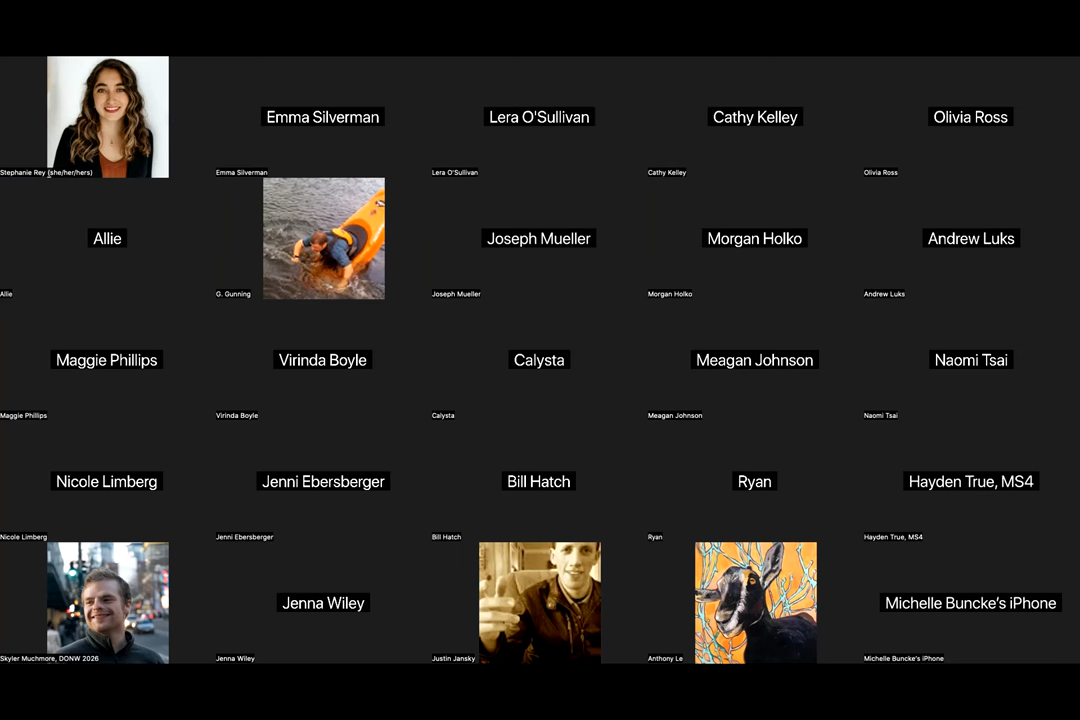 Stephanie Rey (she/her/hers)
Emma Silverman
Emma Silverman
Lera O'Sullivan
Lera O'Sullivan
Cathy Kelley
Cathy Kelley
Olivia Ross
Olivia Ross
Allie
Allie
G. Gunning
Joseph Mueller
Joseph Mueller
Morgan Holko
Morgan Holko
Andrew Luks
Andrew Luks
Maggie Phillips
Maggie Phillips
Virinda Boyle
Virinda Boyle
Calysta
Calysta
Meagan Johnson
Meagan Johnson
Naomi Tsai
Naomi Tsai
Nicole Limberg
Nicole Limberg
Jenni Ebersberger
Jenni Ebersberger
Bill Hatch
Bill Hatch
Ryan
Ryan
Hayden True, MS4
Hayden True, MS4
Skyler Muchmore, DONW 2026
Jenna Wiley
Jenna Wiley
Justin Jansky
Anthony Le
Michelle Buncke’s iPhone
Michelle Buncke’s iPhone